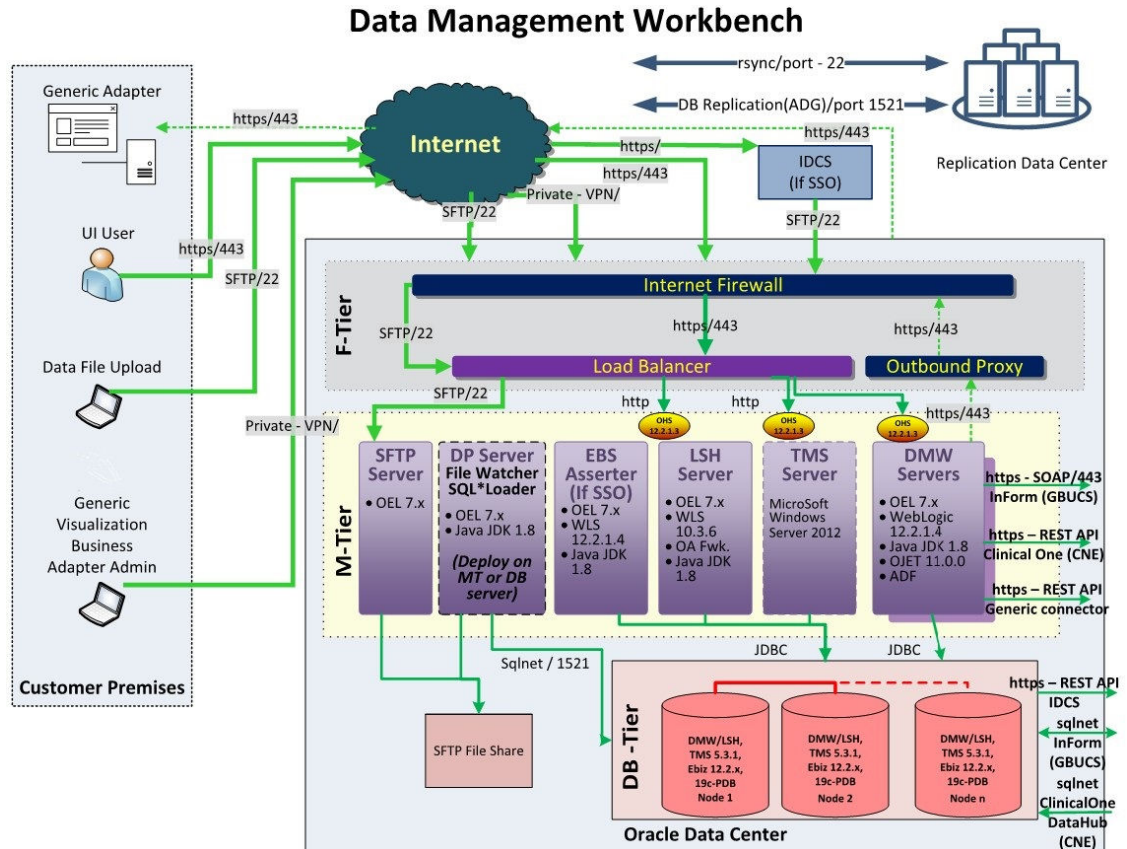 Data Management Workbench
Generic Adapter
https/443
UI User
https/443
SFTP/22
Data File Upload
Private - VPN/
Generic
Visualization
Business
Adapter Admin
Customer Premises
Internet
https/
https/443
Private - VPN/
SFTP/22
rsync/port - 22
DB Replication(ADG)/port 1521
https/443
Replication Data Center
IDCS
(If SSO)
SFTP/22
F-Tier
Internet Firewall
SFTP/22
https/443
https/443
Load Balancer
Outbound Proxy
SFTP/22
http
http
https/443
OHS
12.2.1.3
OHS
12.2.1.3
OHS
12.2.1.3
M-Tier
SFTP
Server
• OEL 7.x
DP Server
File Watcher
SQL*Loader
• OEL 7.x
• Java JDK 1.8
(Deploy on
MT or DB
server)
EBS
Asserter
(If SSO)
• OEL 7.x
• WLS
12.2.1.4
• Java JDK
1.8
LSH
Server
• OEL 7.x
• WLS
10.3.6
• OA Fwk.
• Java JDK
1.8
TMS
Server
MicroSoft
Windows
Server 2012
DMW
Servers
• OEL 7.x
• WebLogic
12.2.1.4
• Java JDK 1.8
• OJET 11.0.0
• ADF
https - SOAP/443
InForm (GBUCS)
https – REST API
Clinical One (CNE)
https – REST API
Generic connector
Sqlnet / 1521
JDBC
JDBC
SFTP File Share
DB -Tier
DMW/LSH,
TMS 5.3.1,
Ebiz 12.2.x,
19c-PDB
Node 1
DMW/LSH,
TMS 5.3.1,
Ebiz 12.2.x,
19c-PDB
Node 2
DMW/LSH,
TMS 5.3.1,
Ebiz 12.2.x,
19c-PDB
Node n
https – REST API
IDCS
sqlnet
InForm
(GBUCS)
sqlnet
ClinicalOne
DataHub
(CNE)
Oracle Data Center